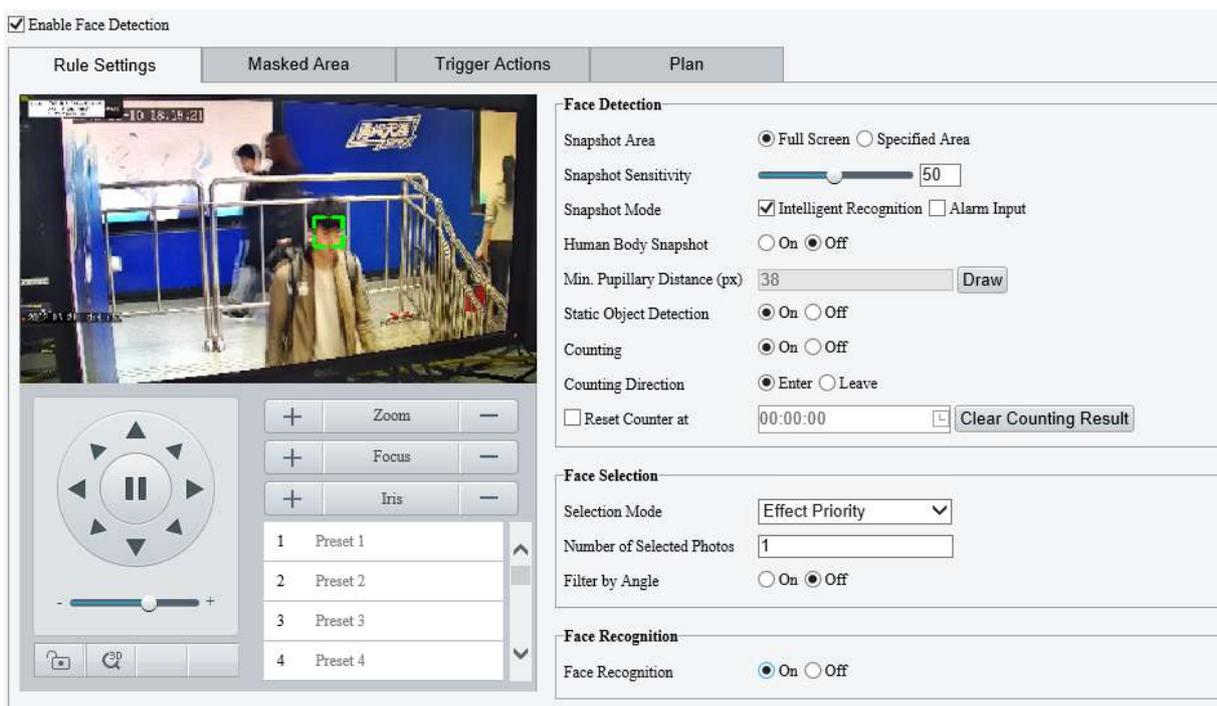 Enable Face Detection
Rule Settings
Masked Area
Trigger Actions
Plan
-10 18:19:21
Face Detection
Snapshot Area Full Screen Specified Area
Snapshot Sensitivity 50
Snapshot Mode Intelligent Recognition Alarm Input
Human Body Snapshot On Off
Min. Pupillary Distance (px) 38 Draw
Static Object Detection On Off
Counting On Off
Counting Direction Enter Leave
Reset Counter at 00:00:00 Clear Counting Result
Face Selection
Selection Mode Effect Priority
Number of Selected Photos 1
Filter by Angle On Off
Face Recognition
Face Recognition On Off
+ Zoom −
+ Focus −
+ Iris −
1 Preset 1
2 Preset 2
3 Preset 3
4 Preset 4
- +
3D